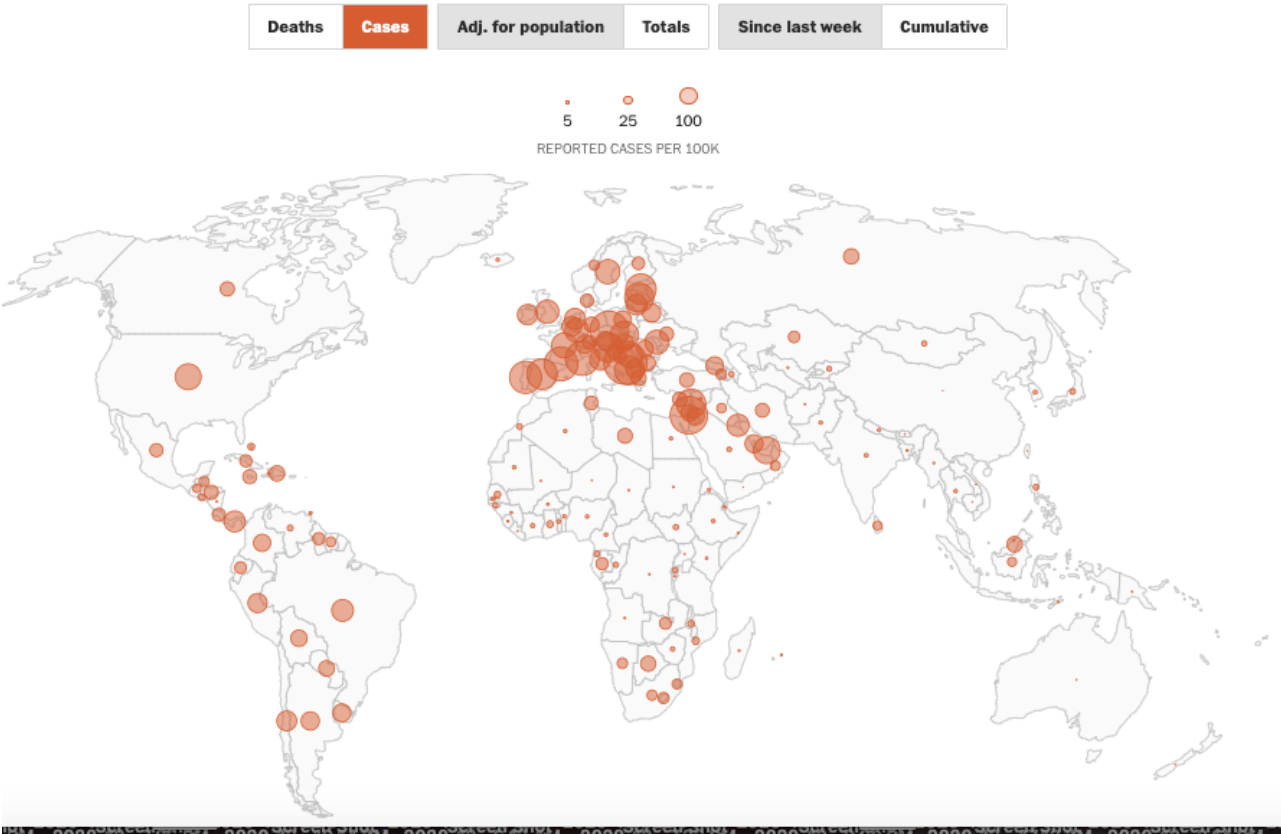 Deaths Cases Adj. for population Totals Since last week Cumulative
5 25 100
REPORTED CASES PER 100K